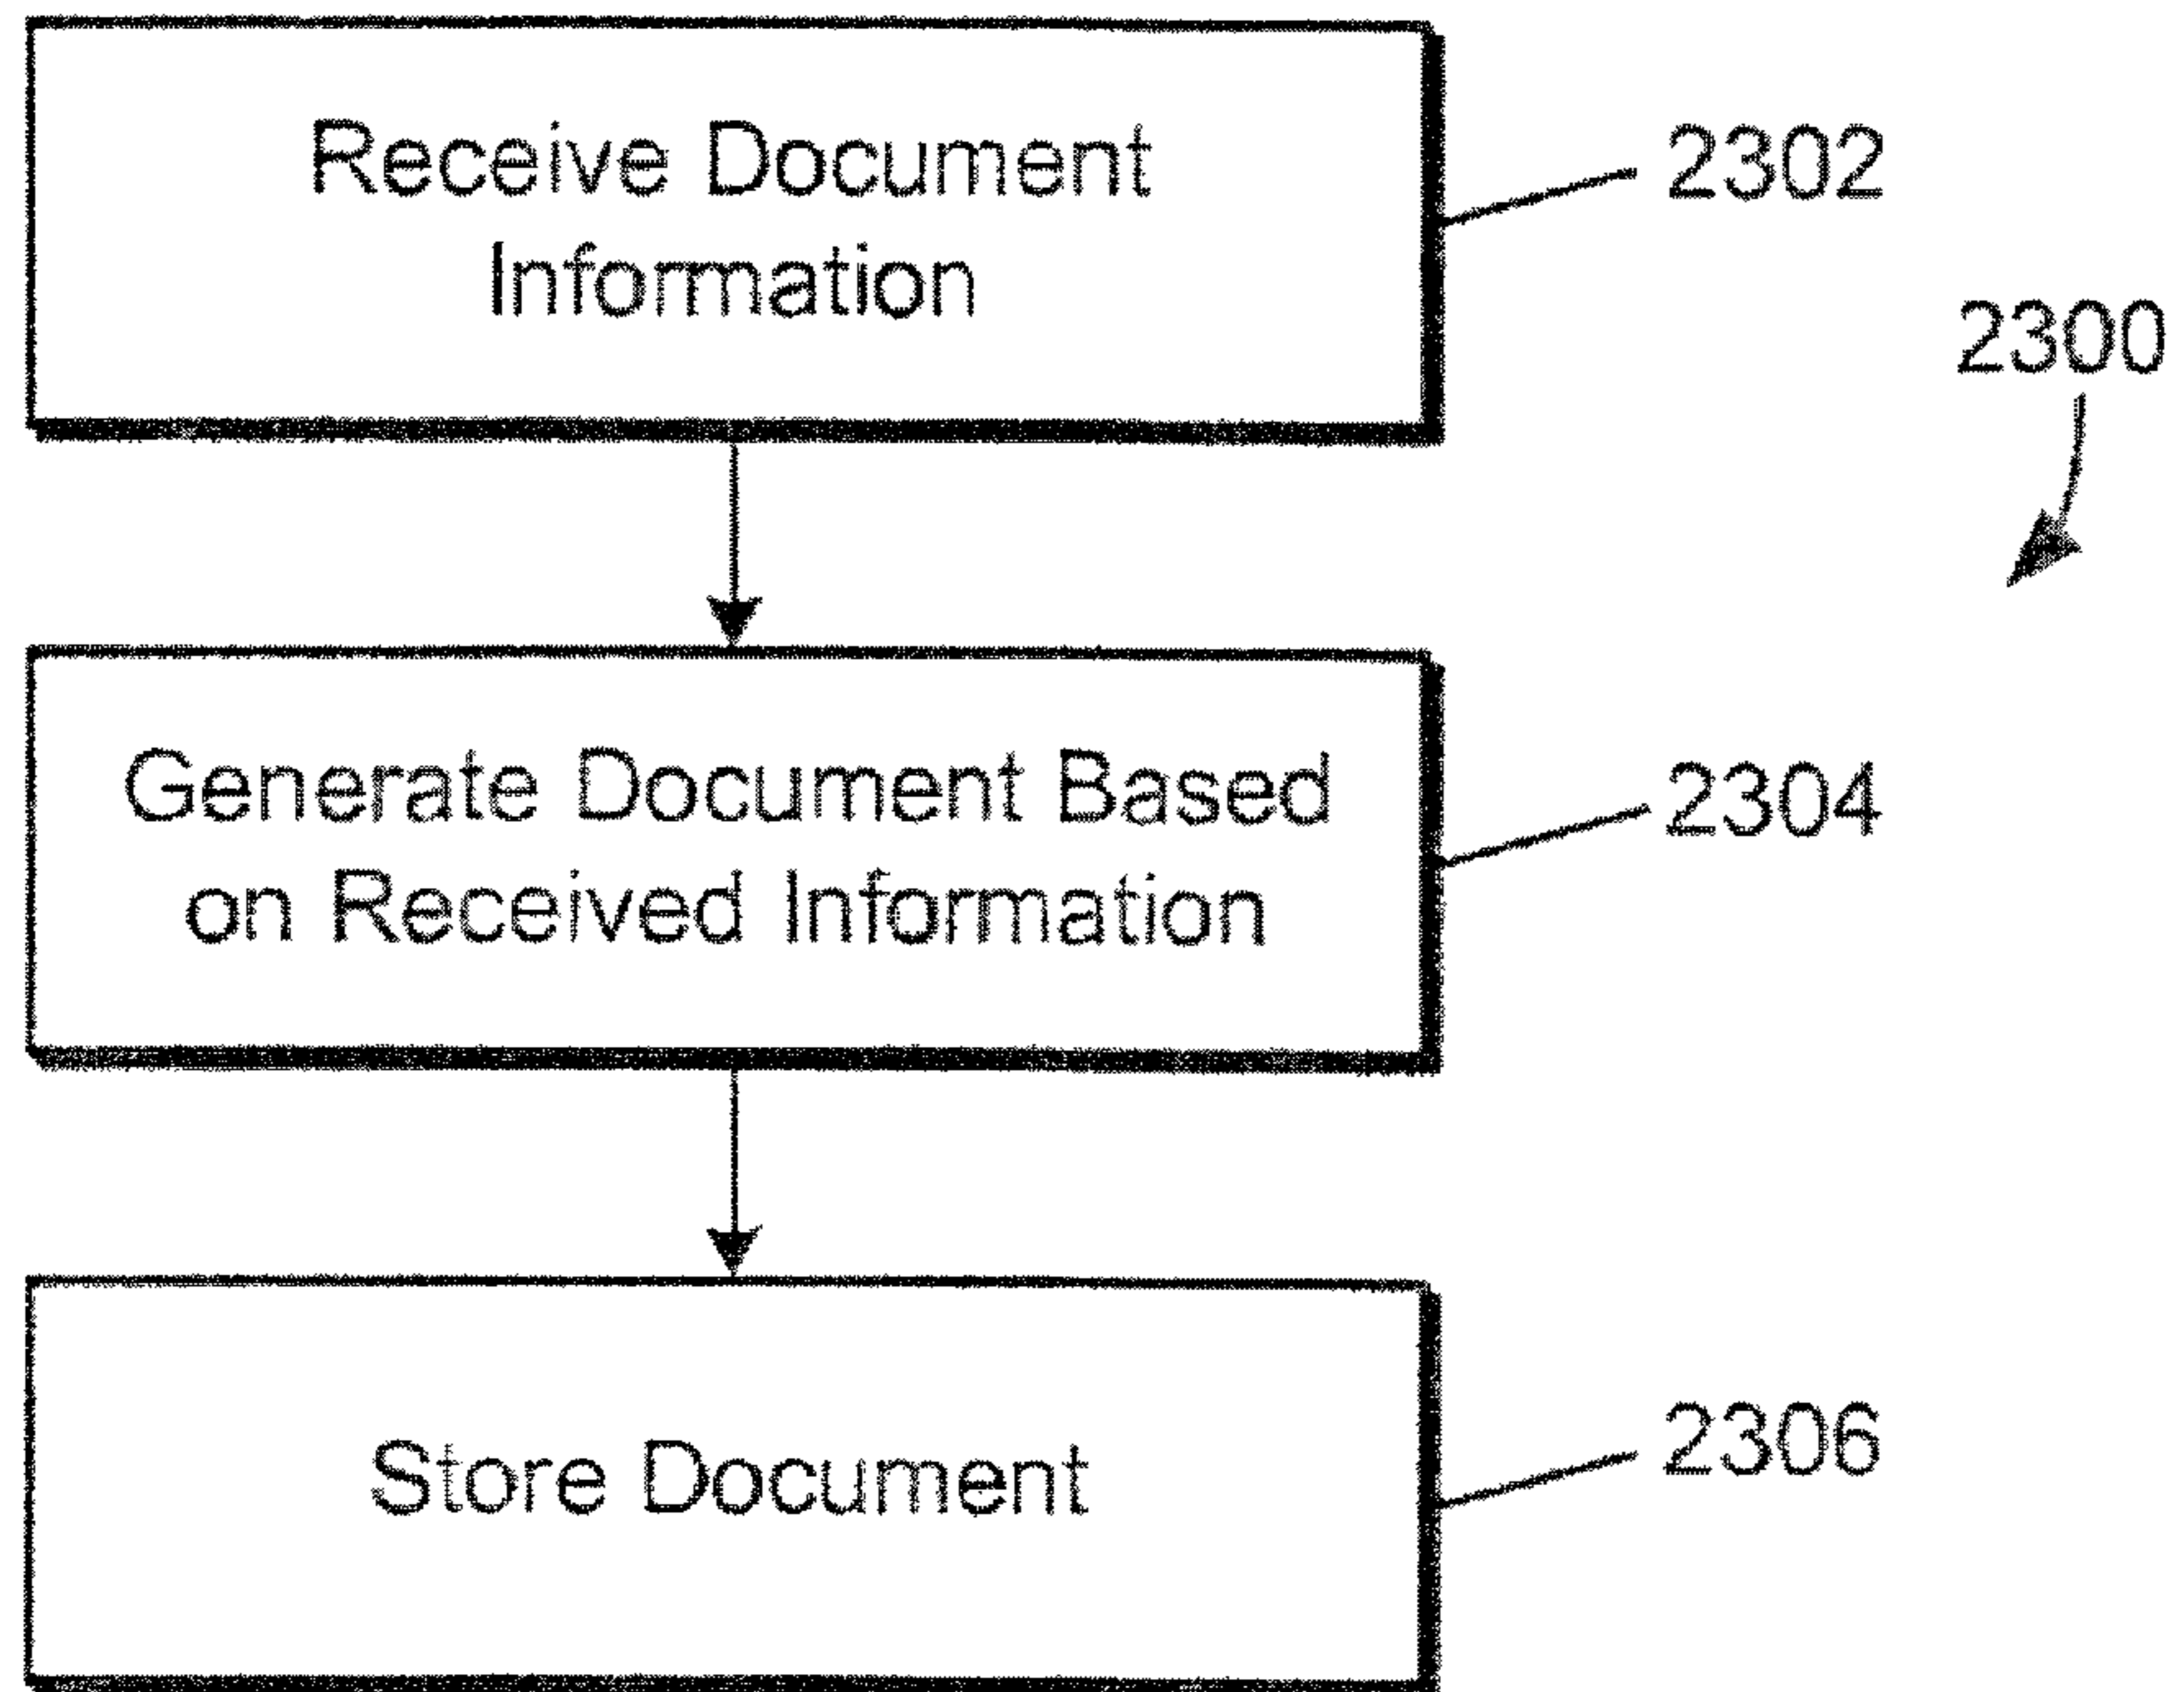 Receive Document
Information
2302
2300
Generate Document Based
on Received Information
2304
Store Document
2306